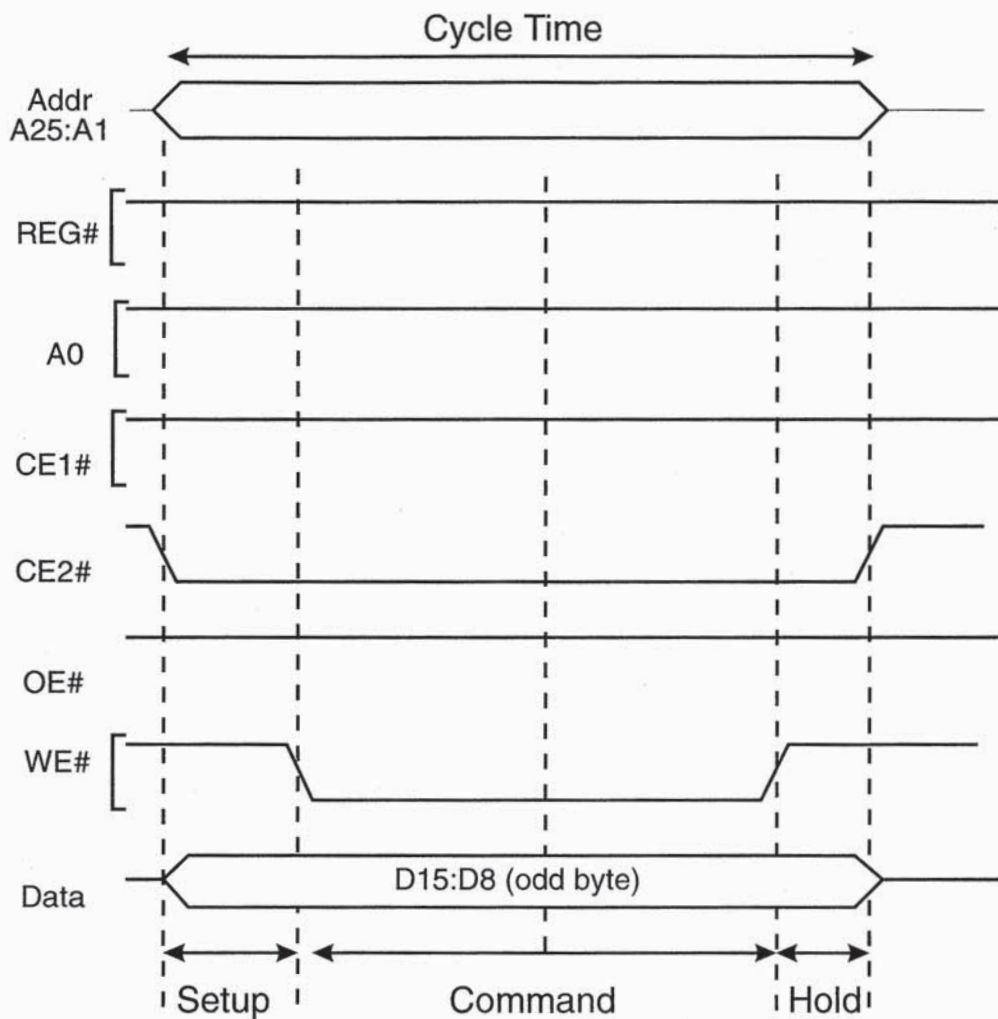 Cycle Time
Addr
A25:A1
REG#
A0
CE1#
CE2#
OE#
WE#
Data
D15:D8 (odd byte)
Setup
Command
Hold